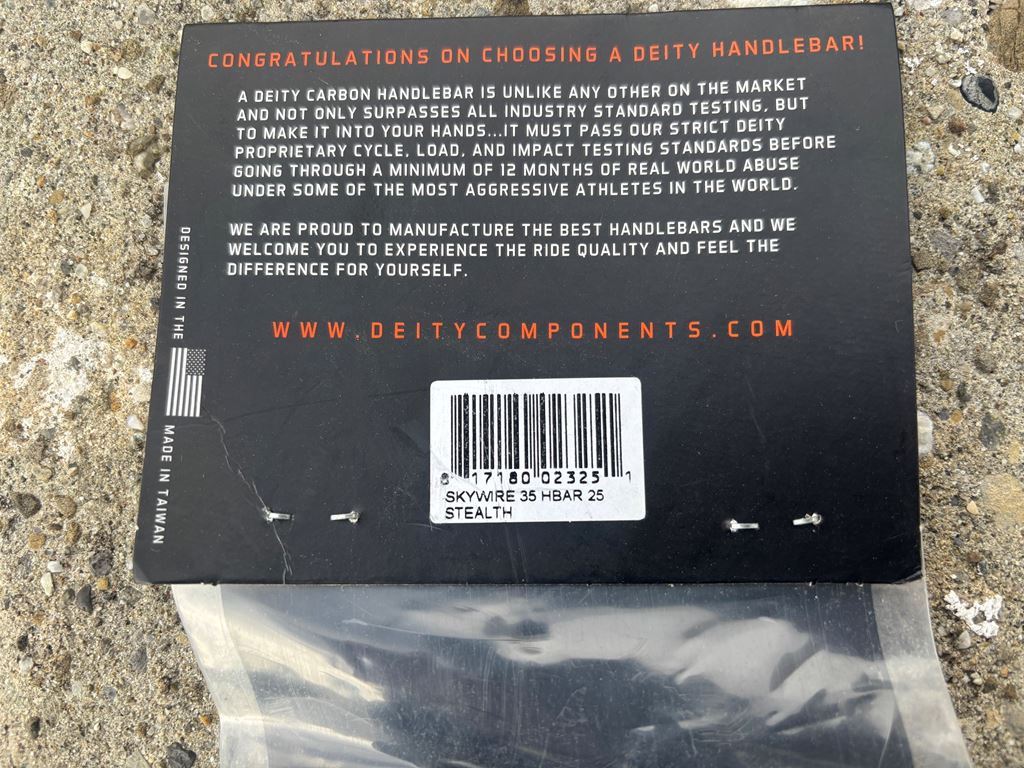 CONGRATULATIONS ON CHOOSING A DEITY HANDLEBAR!
A DEITY CARBON HANDLEBAR IS UNLIKE ANY OTHER ON THE MARKET
AND NOT ONLY SURPASSES ALL INDUSTRY STANDARD TESTING, BUT
TO MAKE IT INTO YOUR HANDS...IT MUST PASS OUR STRICT DEITY
PROPRIETARY CYCLE, LOAD, AND IMPACT TESTING STANDARDS BEFORE
GOING THROUGH A MINIMUM OF 12 MONTHS OF REAL WORLD ABUSE
UNDER SOME OF THE MOST AGGRESSIVE ATHLETES IN THE WORLD.
WE ARE PROUD TO MANUFACTURE THE BEST HANDLEBARS AND WE
WELCOME YOU TO EXPERIENCE THE RIDE QUALITY AND FEEL THE
DIFFERENCE FOR YOURSELF.
WWW.DEITYCOMPONENTS.COM
DESIGNED IN THE
MADE IN TAIWAN
8 17180 02325 1
SKYWIRE 35 HBAR 25
STEALTH